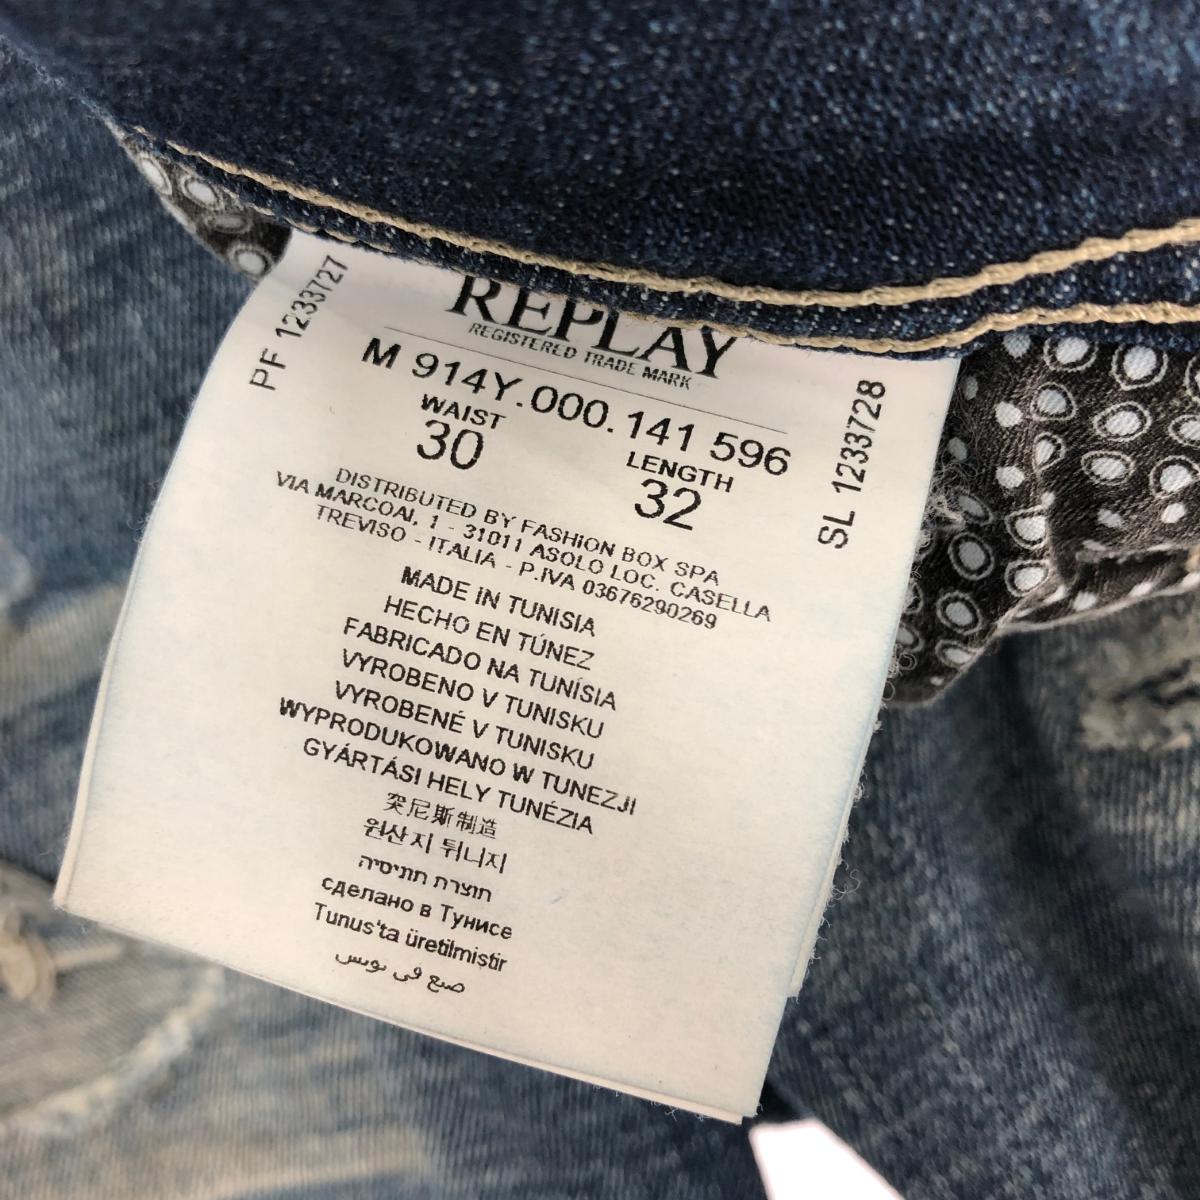 REPLAY
REGISTERED TRADE MARK
PF 1233727
M 914Y.000.141 596
SL 1233728
WAIST
30
LENGTH
32
DISTRIBUTED BY FASHION BOX SPA
VIA MARCOAI, 1 - 31011 ASOLO LOC. CASELLA
TREVISO - ITALIA - P.IVA 03676290269
MADE IN TUNISIA
HECHO EN TÚNEZ
FABRICADO NA TUNÍSIA
VYROBENO V TUNISKU
VYROBENÉ V TUNISKU
WYPRODUKOWANO W TUNEZJI
GYÁRTÁSI HELY TUNÉZIA
突尼斯制造
원산지 튀니지
תוצרת תוניסיה
сделано в Тунисе
Tunus'ta üretilmiştir
صنع في تونس